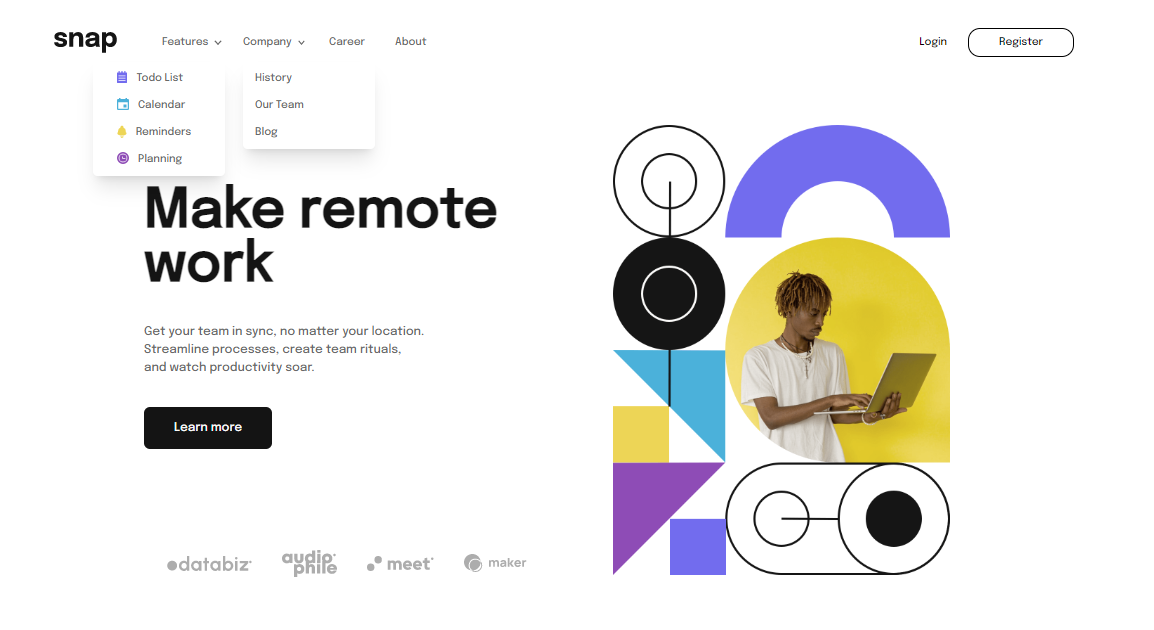 snap
Features
Company
Career
About
Login
Register
Todo List
Calendar
Reminders
Planning
History
Our Team
Blog
Make remote
work
Get your team in sync, no matter your location.
Streamline processes, create team rituals,
and watch productivity soar.
Learn more
databiz
audiophile
meet
maker